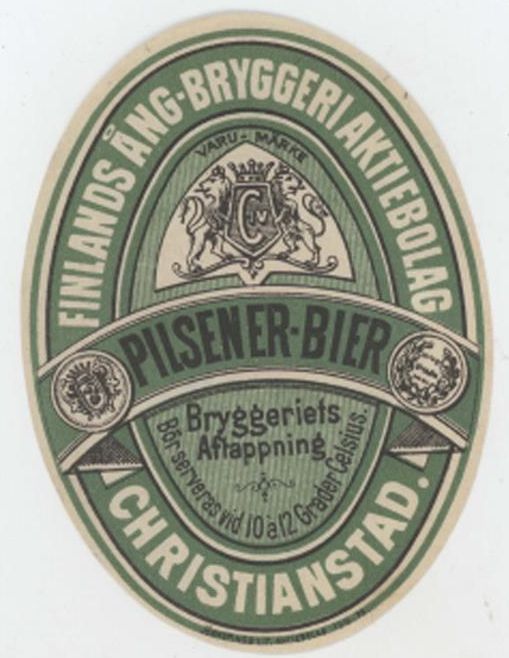 FINLANDS ÅNG-BRYGGERI AKTIEBOLAG
VARU-MÄRKE
PILSENER-BIER
Bryggeriets
Aftappning
Bör serveras vid 10 à 12 Grader Celsius.
CHRISTIANSTAD.